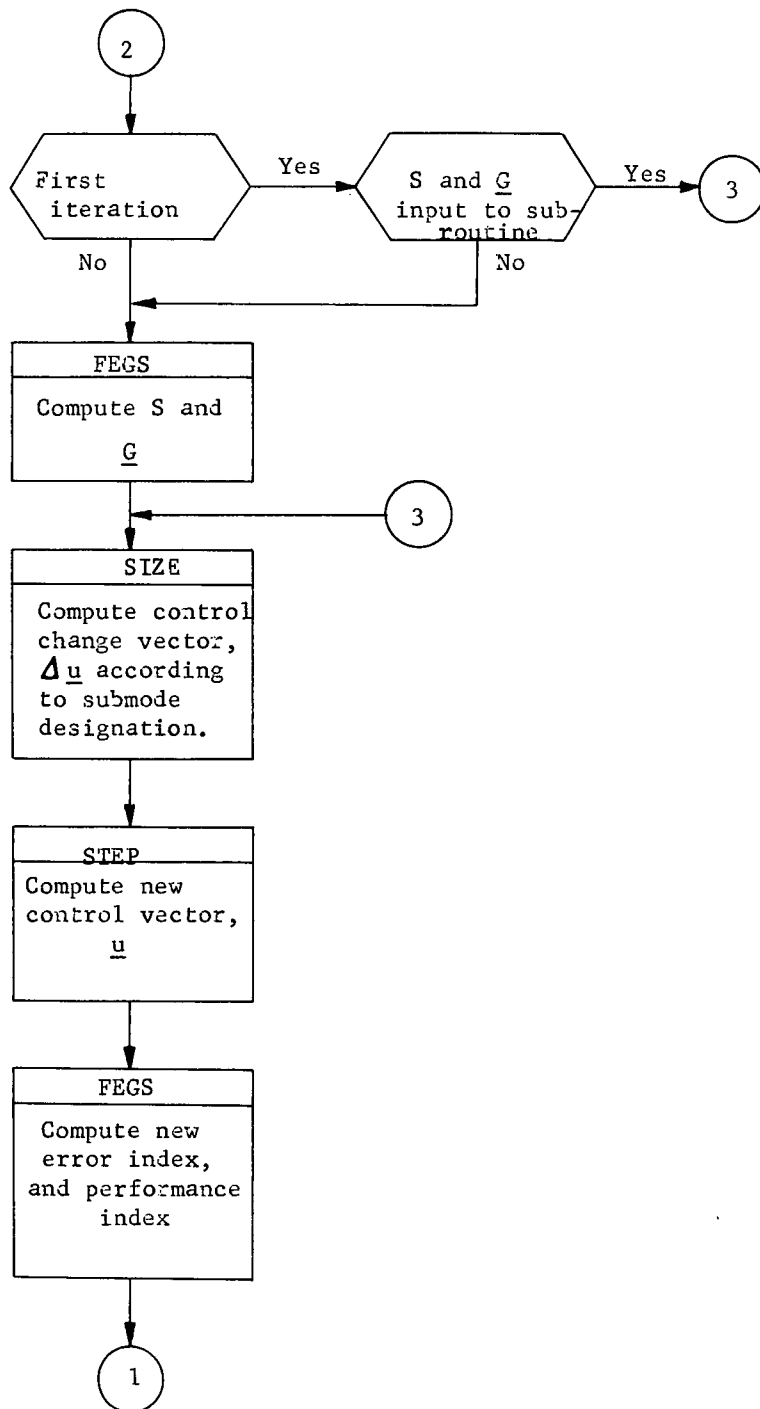 2
First
iteration
Yes
S and G
input to sub-
routine
Yes
3
No
No
FEGS
Compute S and
G
3
SIZE
Compute control
change vector,
Δ u according
to submode
designation.
STEP
Compute new
control vector,
u
FEGS
Compute new
error index,
and performance
index
1